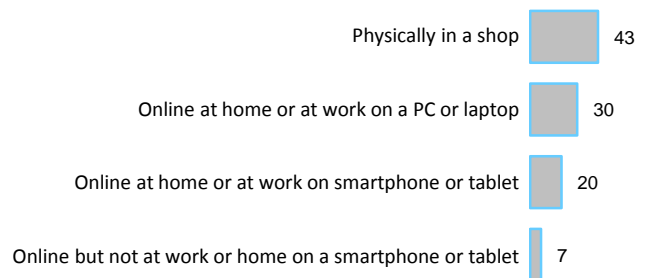 Physically in a shop 43
Online at home or at work on a PC or laptop 30
Online at home or at work on smartphone or tablet 20
Online but not at work or home on a smartphone or tablet 7